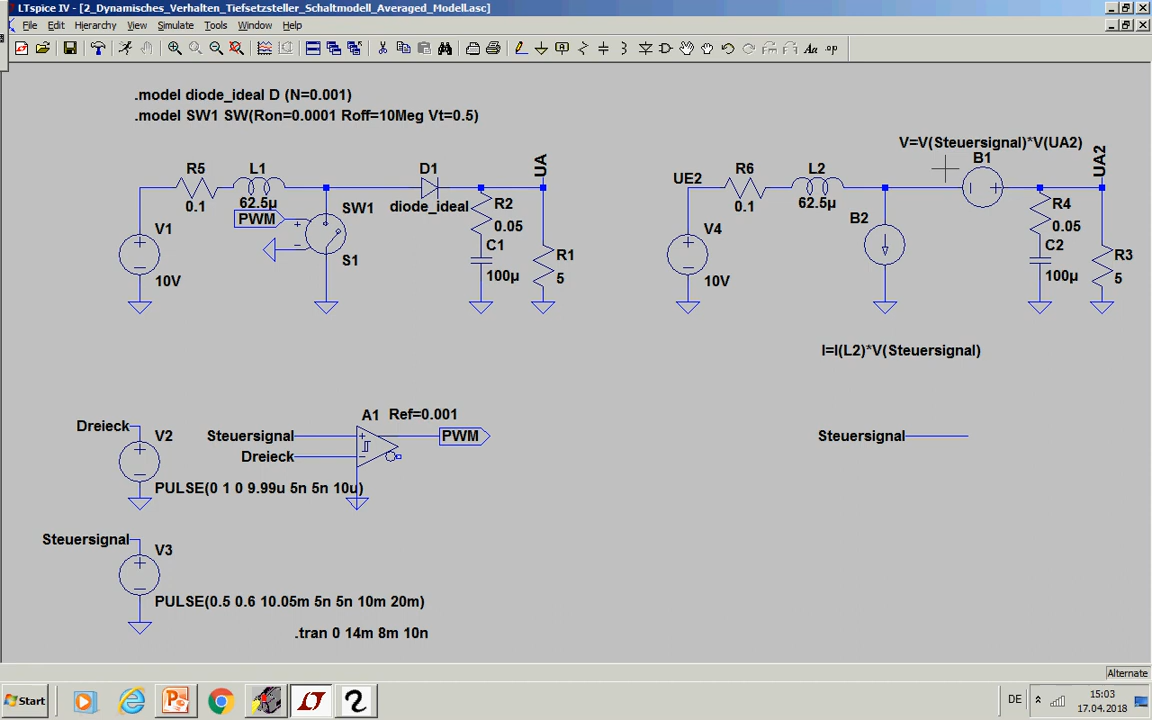 LTspice IV - [2_Dynamisches_Verhalten_Tiefsetzsteller_Schaltmodell_Averaged_Modell.asc]
File Edit Hierarchy View Simulate Tools Window Help
.model diode_ideal D (N=0.001)
.model SW1 SW(Ron=0.0001 Roff=10Meg Vt=0.5)
R5
0.1
L1
62.5µ
PWM
SW1
S1
V1
10V
D1
diode_ideal
UA
R2
0.05
C1
100µ
R1
5
V=V(Steuersignal)*V(UA2)
UE2
R6
0.1
L2
62.5µ
B1
UA2
B2
V4
10V
R4
0.05
C2
100µ
R3
5
I=I(L2)*V(Steuersignal)
Dreieck
V2
PULSE(0 1 0 9.99u 5n 5n 10u)
Steuersignal
Dreieck
A1 Ref=0.001
PWM
Steuersignal
Steuersignal
V3
PULSE(0.5 0.6 10.05m 5n 5n 10m 20m)
.tran 0 14m 8m 10n
Alternate
Start
DE
15:03
17.04.2018